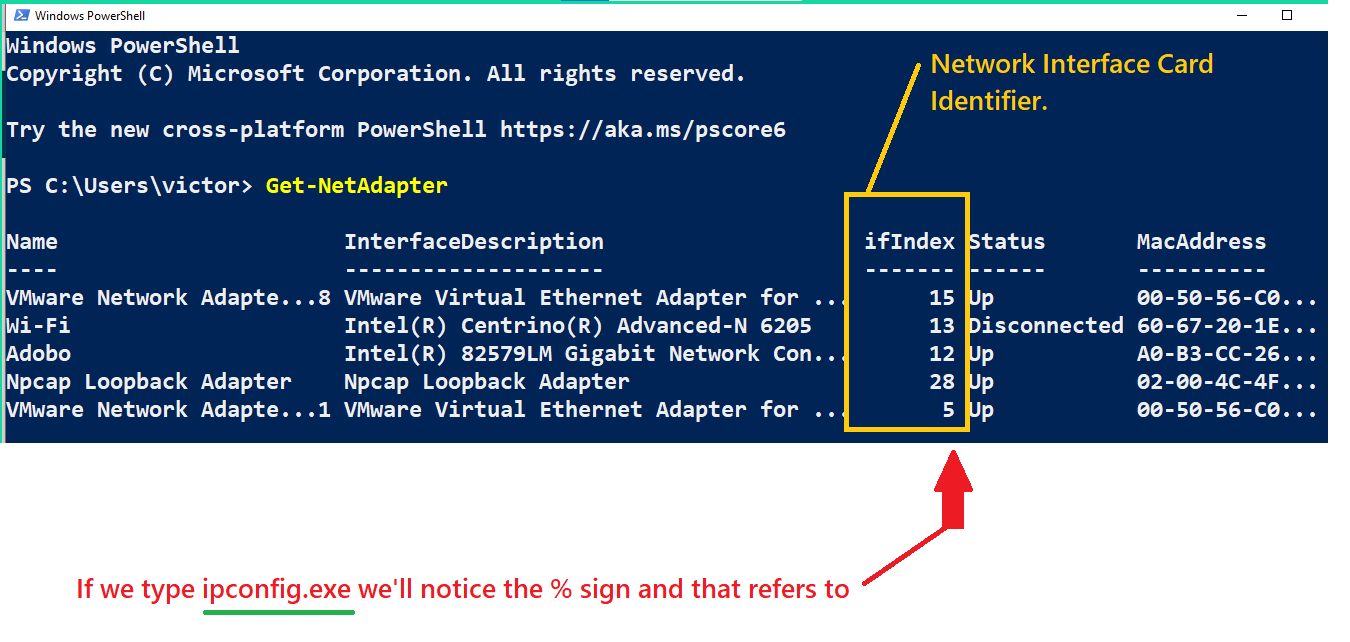 Windows PowerShell
Windows PowerShell
Copyright (C) Microsoft Corporation. All rights reserved.
Network Interface Card
Identifier.
Try the new cross-platform PowerShell https://aka.ms/pscore6
PS C:\Users\victor> Get-NetAdapter
Name InterfaceDescription ifIndex Status MacAddress
---- -------------------- ------- ------ ----------
VMware Network Adapte...8 VMware Virtual Ethernet Adapter for ... 15 Up 00-50-56-C0...
Wi-Fi Intel(R) Centrino(R) Advanced-N 6205 13 Disconnected 60-67-20-1E...
Adobo Intel(R) 82579LM Gigabit Network Con... 12 Up A0-B3-CC-26...
Npcap Loopback Adapter Npcap Loopback Adapter 28 Up 02-00-4C-4F...
VMware Network Adapte...1 VMware Virtual Ethernet Adapter for ... 5 Up 00-50-56-C0...
If we type ipconfig.exe we'll notice the % sign and that refers to